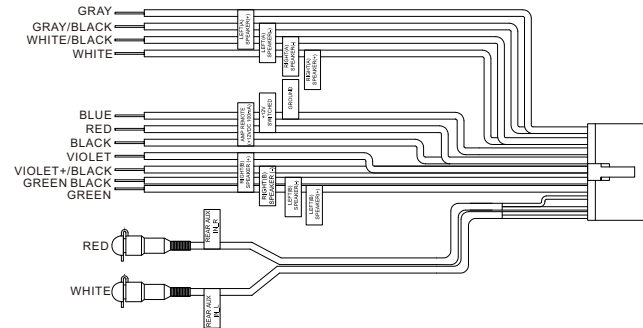 GRAY
GRAY/BLACK
WHITE/BLACK
WHITE
LEFT(A)
SPEAKER(+)
LEFT(A)
SPEAKER(-)
RIGHT(A)
SPEAKER(-)
RIGHT(A)
SPEAKER(+)
BLUE
RED
BLACK
VIOLET
VIOLET+/BLACK
GREEN BLACK
GREEN
AMP REMOTE
(+12VDC 100mA)
+12V
SWITCHED
GROUND
RIGHT(B)
SPEAKER (+)
RIGHT(B)
SPEAKER (-)
LEFT(B)
SPEAKER(-)
LEFT(B)
SPEAKER(+)
RED
REAR AUX
IN_R
WHITE
REAR AUX
IN_L